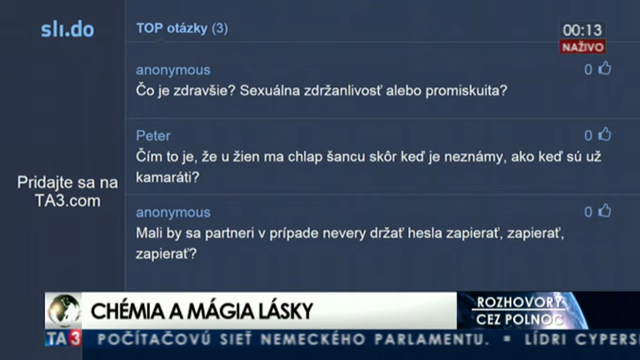 sli.do
TOP otázky (3)
00:13
NAŽIVO
anonymous
0
Čo je zdravšie? Sexuálna zdržanlivosť alebo promiskuita?
Peter
0
Čím to je, že u žien ma chlap šancu skôr keď je neznámy, ako keď sú už
kamaráti?
Pridajte sa na
TA3.com
anonymous
0
Mali by sa partneri v prípade nevery držať hesla zapierať, zapierať,
zapierať?
CHÉMIA A MÁGIA LÁSKY
ROZHOVORY
CEZ POLNOC
TA3
POČÍTAČOVÚ SIEŤ NEMECKÉHO PARLAMENTU. - LÍDRI CYPERS